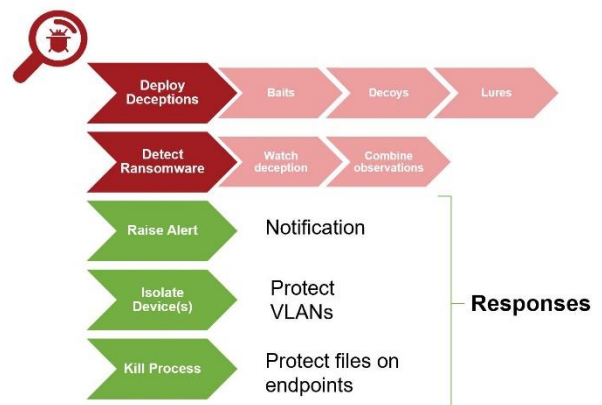 Deploy
Deceptions
Baits
Decoys
Lures
Detect
Ransomware
Watch
deception
Combine
observations
Raise Alert
Notification
Isolate
Device(s)
Protect
VLANs
Responses
Kill Process
Protect files on
endpoints